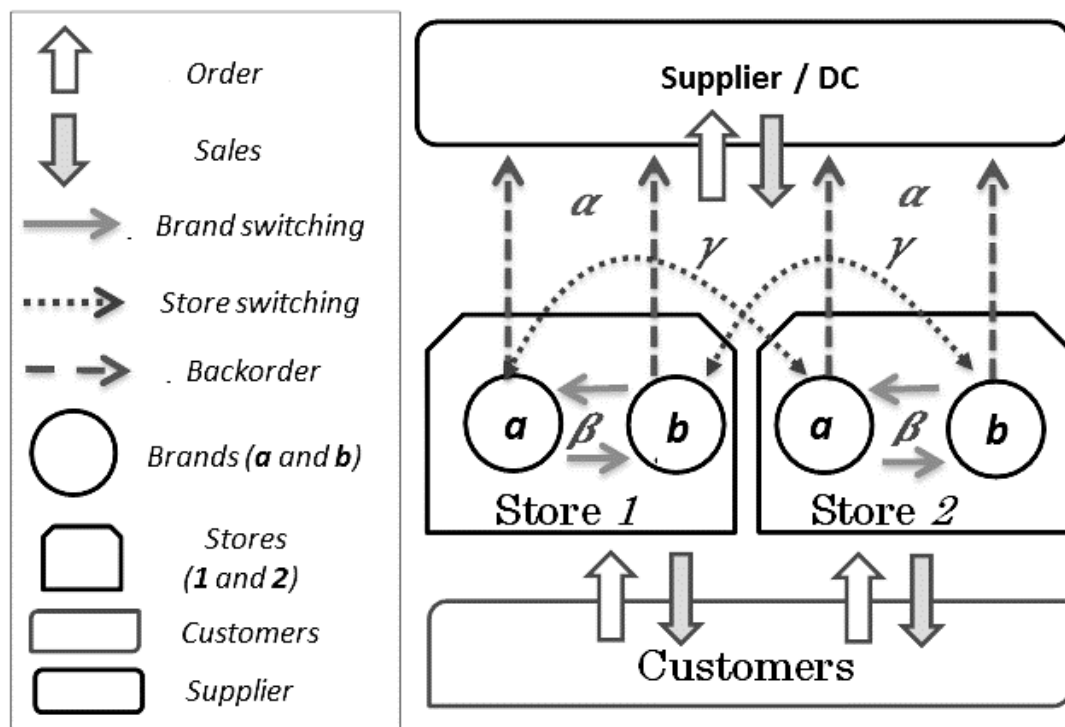 Order
Sales
Brand switching
Store switching
Backorder
Brands (a and b)
Stores
(1 and 2)
Customers
Supplier
Supplier / DC
α
α
γ
γ
a
β
b
a
β
b
Store 1
Store 2
Customers